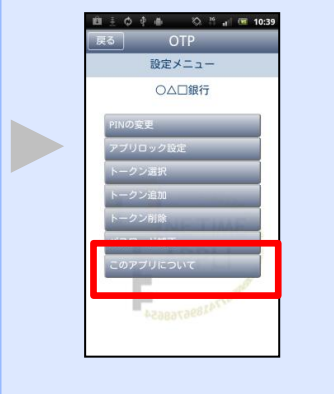 10:39
戻る
OTP
設定メニュー
○△□銀行
PINの変更
アプリロック設定
トークン選択
トークン追加
トークン削除
このアプリについて